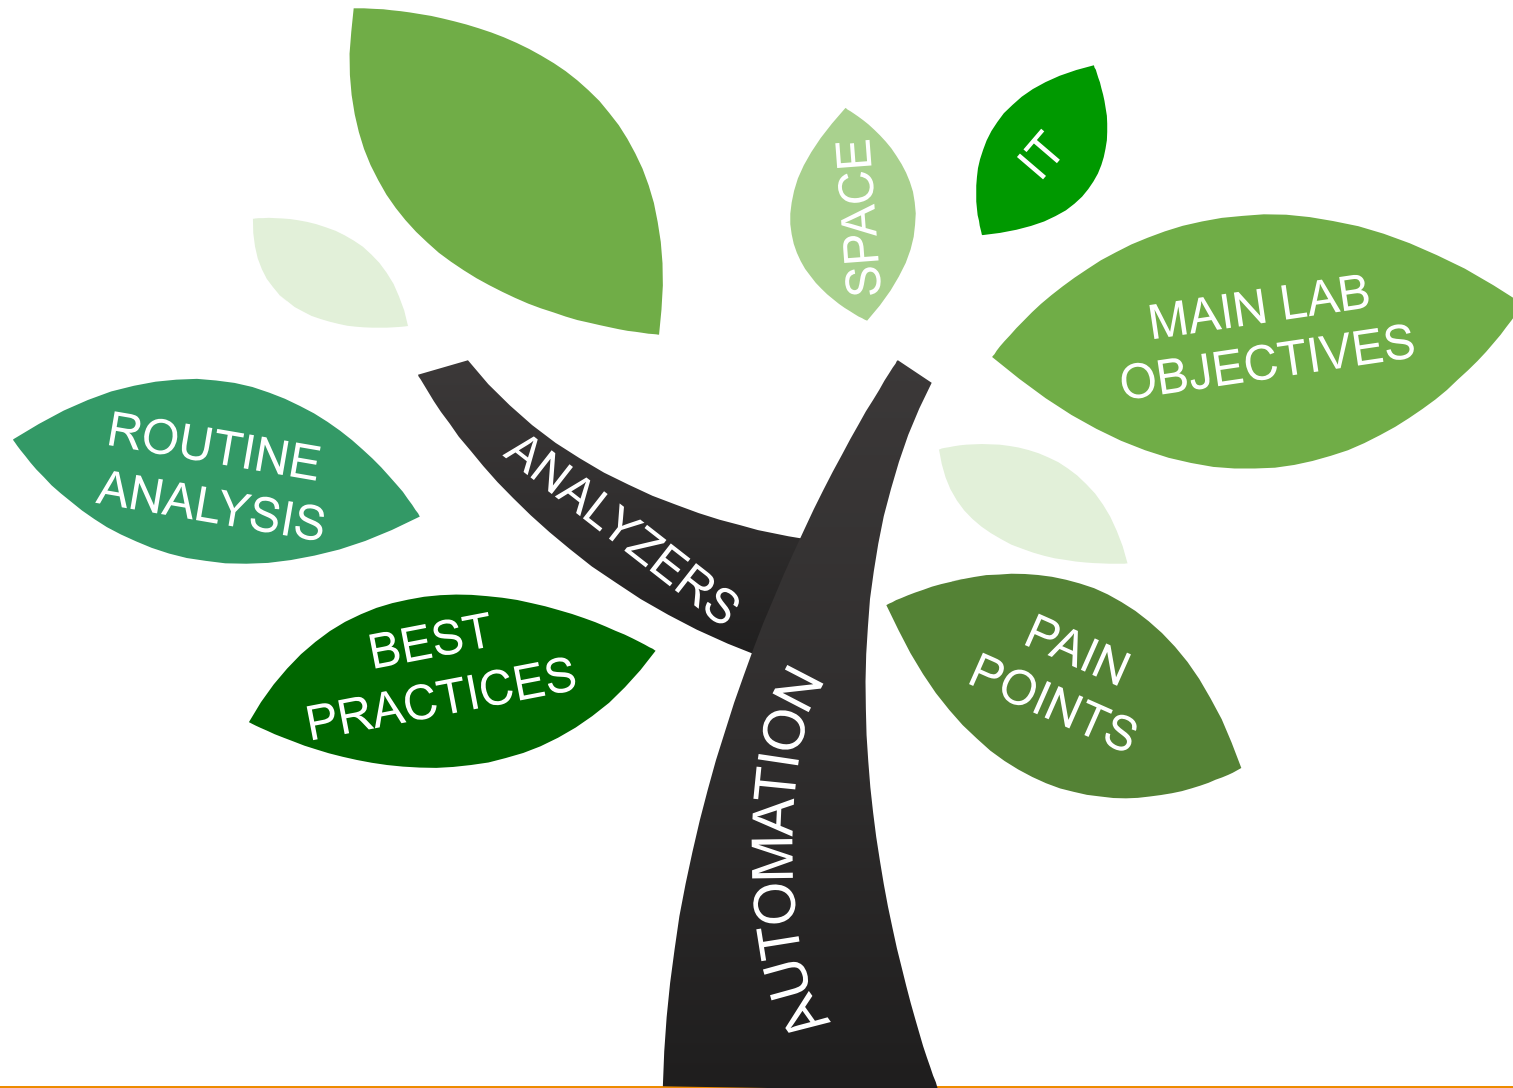 SPACE
IT
MAIN LAB
OBJECTIVES
ROUTINE
ANALYSIS
ANALYZERS
BEST
PRACTICES
PAIN
POINTS
AUTOMATION